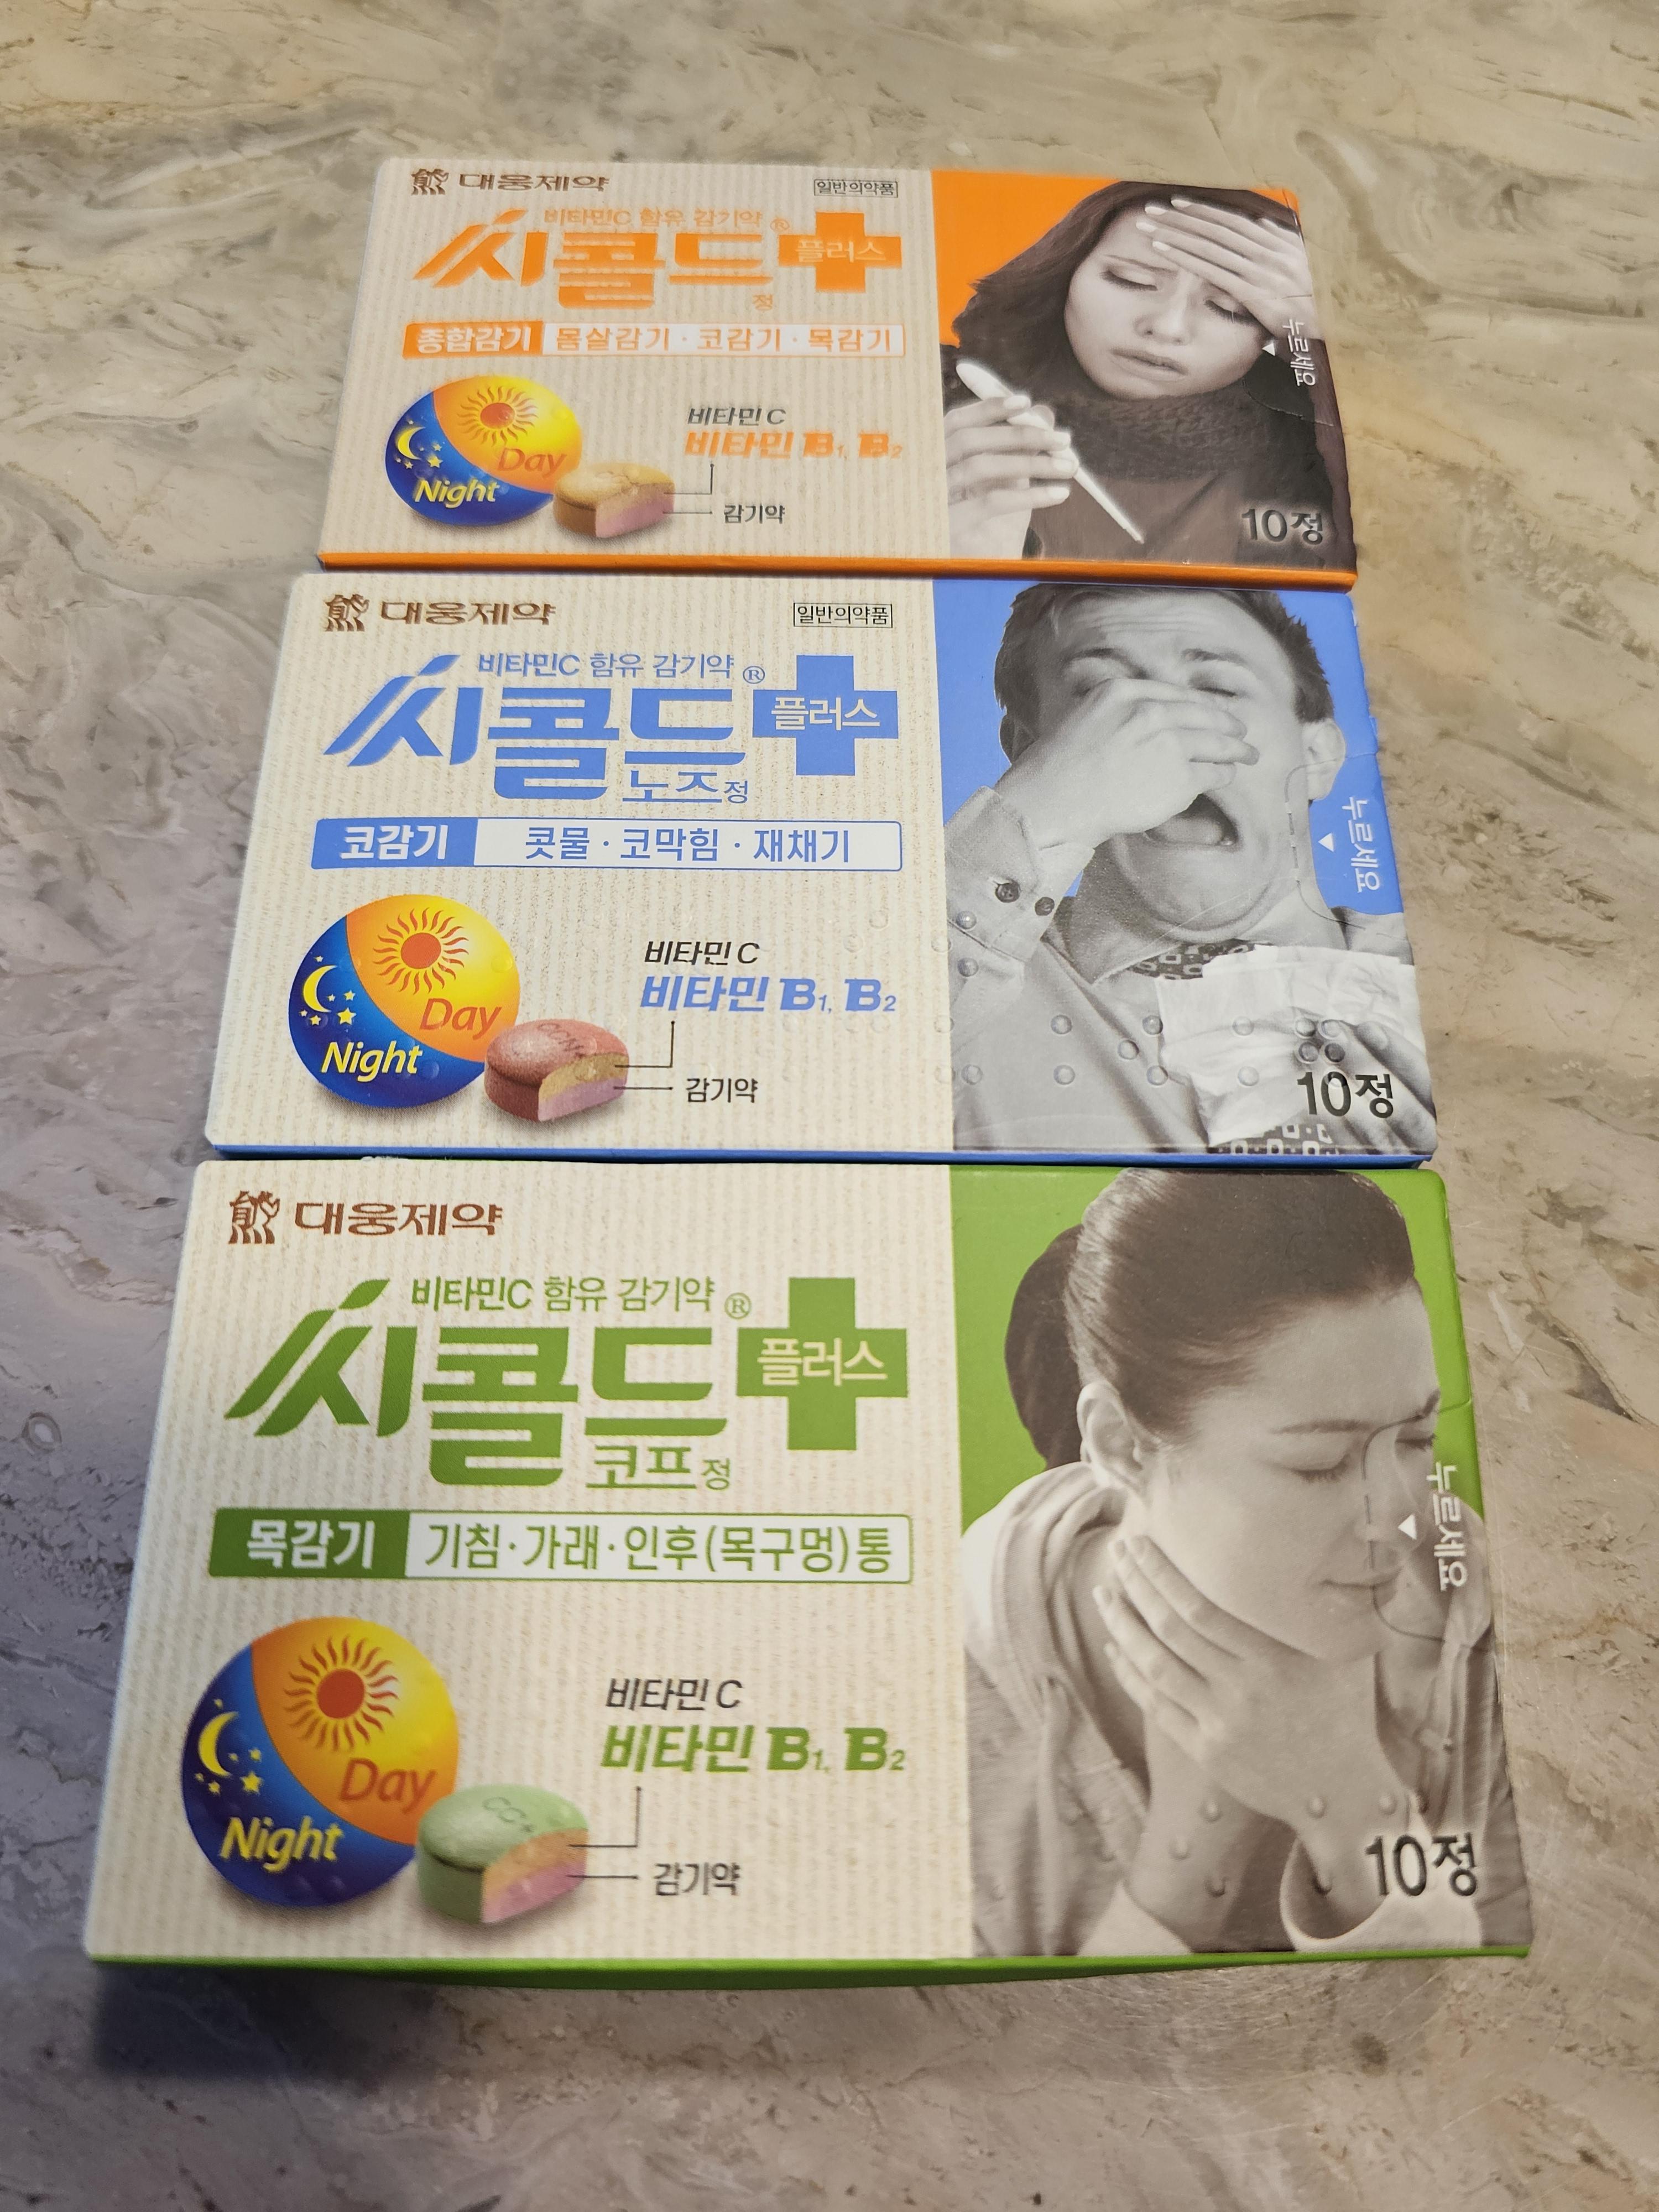 대웅제약
일반의약품
비타민C 함유 감기약
씨콜드® 플러스
정
종합감기 몸살감기·코감기·목감기
Day
Night
비타민 C
비타민 B1, B2
감기약
누르세요
10정
대웅제약
일반의약품
비타민C 함유 감기약
씨콜드® 플러스
노즈정
코감기 콧물·코막힘·재채기
Day
Night
비타민 C
비타민 B1, B2
감기약
누르세요
10정
대웅제약
비타민C 함유 감기약
씨콜드® 플러스
코프정
목감기 기침·가래·인후(목구멍)통
Day
Night
비타민 C
비타민 B1, B2
CC+
감기약
누르세요
10정